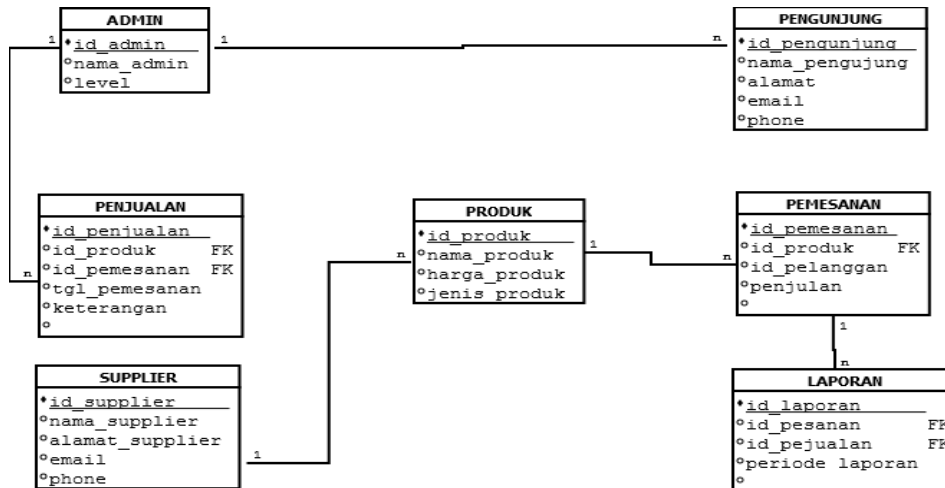 ADMIN
id_admin
nama_admin
level
1
1
n
PENGUNJUNG
id_pengunjung
nama_pengujung
alamat
email
phone
PENJUALAN
id_penjualan
id_produk FK
id_pemesanan FK
tgl_pemesanan
keterangan
n
PRODUK
id_produk
nama_produk
harga_produk
jenis_produk
n
1
n
PEMESANAN
id_pemesanan
id_produk FK
id_pelanggan
penjulan
1
n
SUPPLIER
id_supplier
nama_supplier
alamat_supplier
email
phone
1
LAPORAN
id_laporan
id_pesanan FK
id_pejualan FK
periode laporan